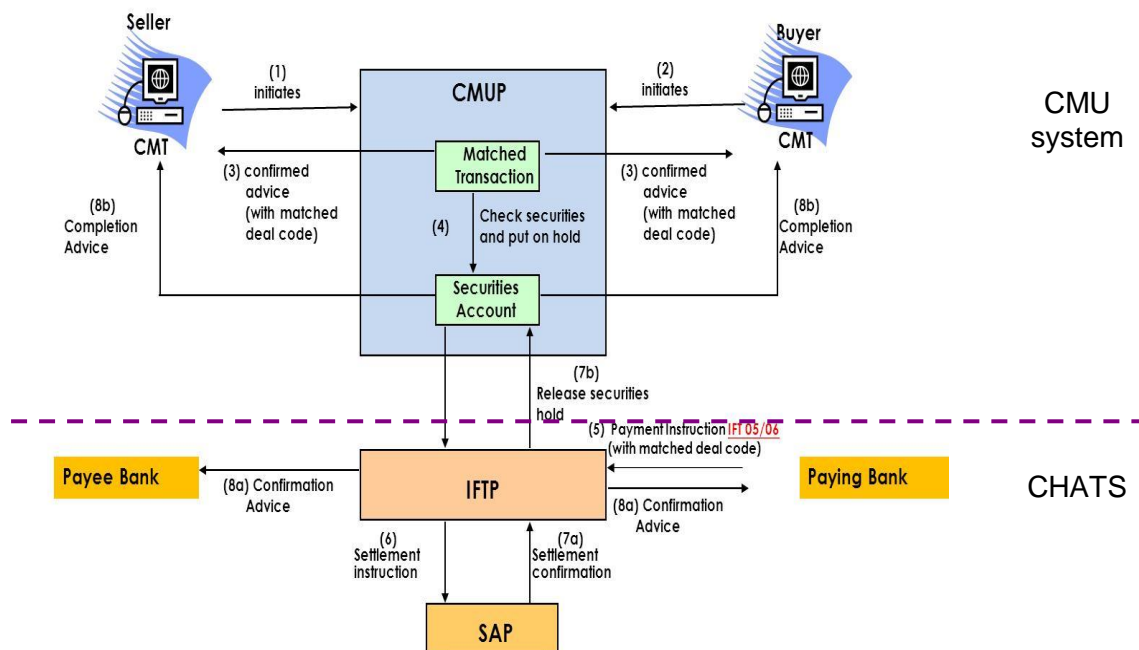 Seller
Buyer
(1)
initiates
(2)
initiates
CMUP
CMU
system
CMT
CMT
Matched
Transaction
(3) confirmed
advice
(with matched
deal code)
(3) confirmed
advice
(with matched
deal code)
(4)
Check securities
and put on hold
(8b)
Completion
Advice
(8b)
Completion
Advice
Securities
Account
(7b)
Release securities
hold
(5) Payment Instruction IFT 05/06
(with matched deal code)
Payee Bank
IFTP
Paying Bank
CHATS
(8a) Confirmation
Advice
(8a) Confirmation
Advice
(6)
Settlement
instruction
(7a)
Settlement
confirmation
SAP